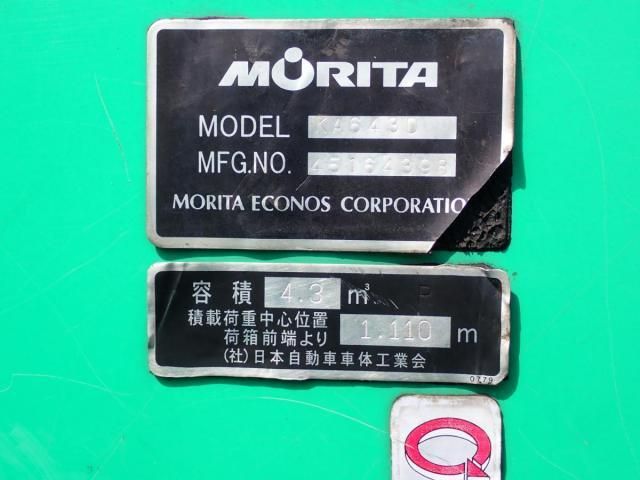 MORITA
MODEL KA643D
MFG.NO. 45164398
MORITA ECONOS CORPORATIO
容積 4.3 m³ P
積載荷重中心位置
荷箱前端より 1.110 m
(社)日本自動車車体工業会
0779